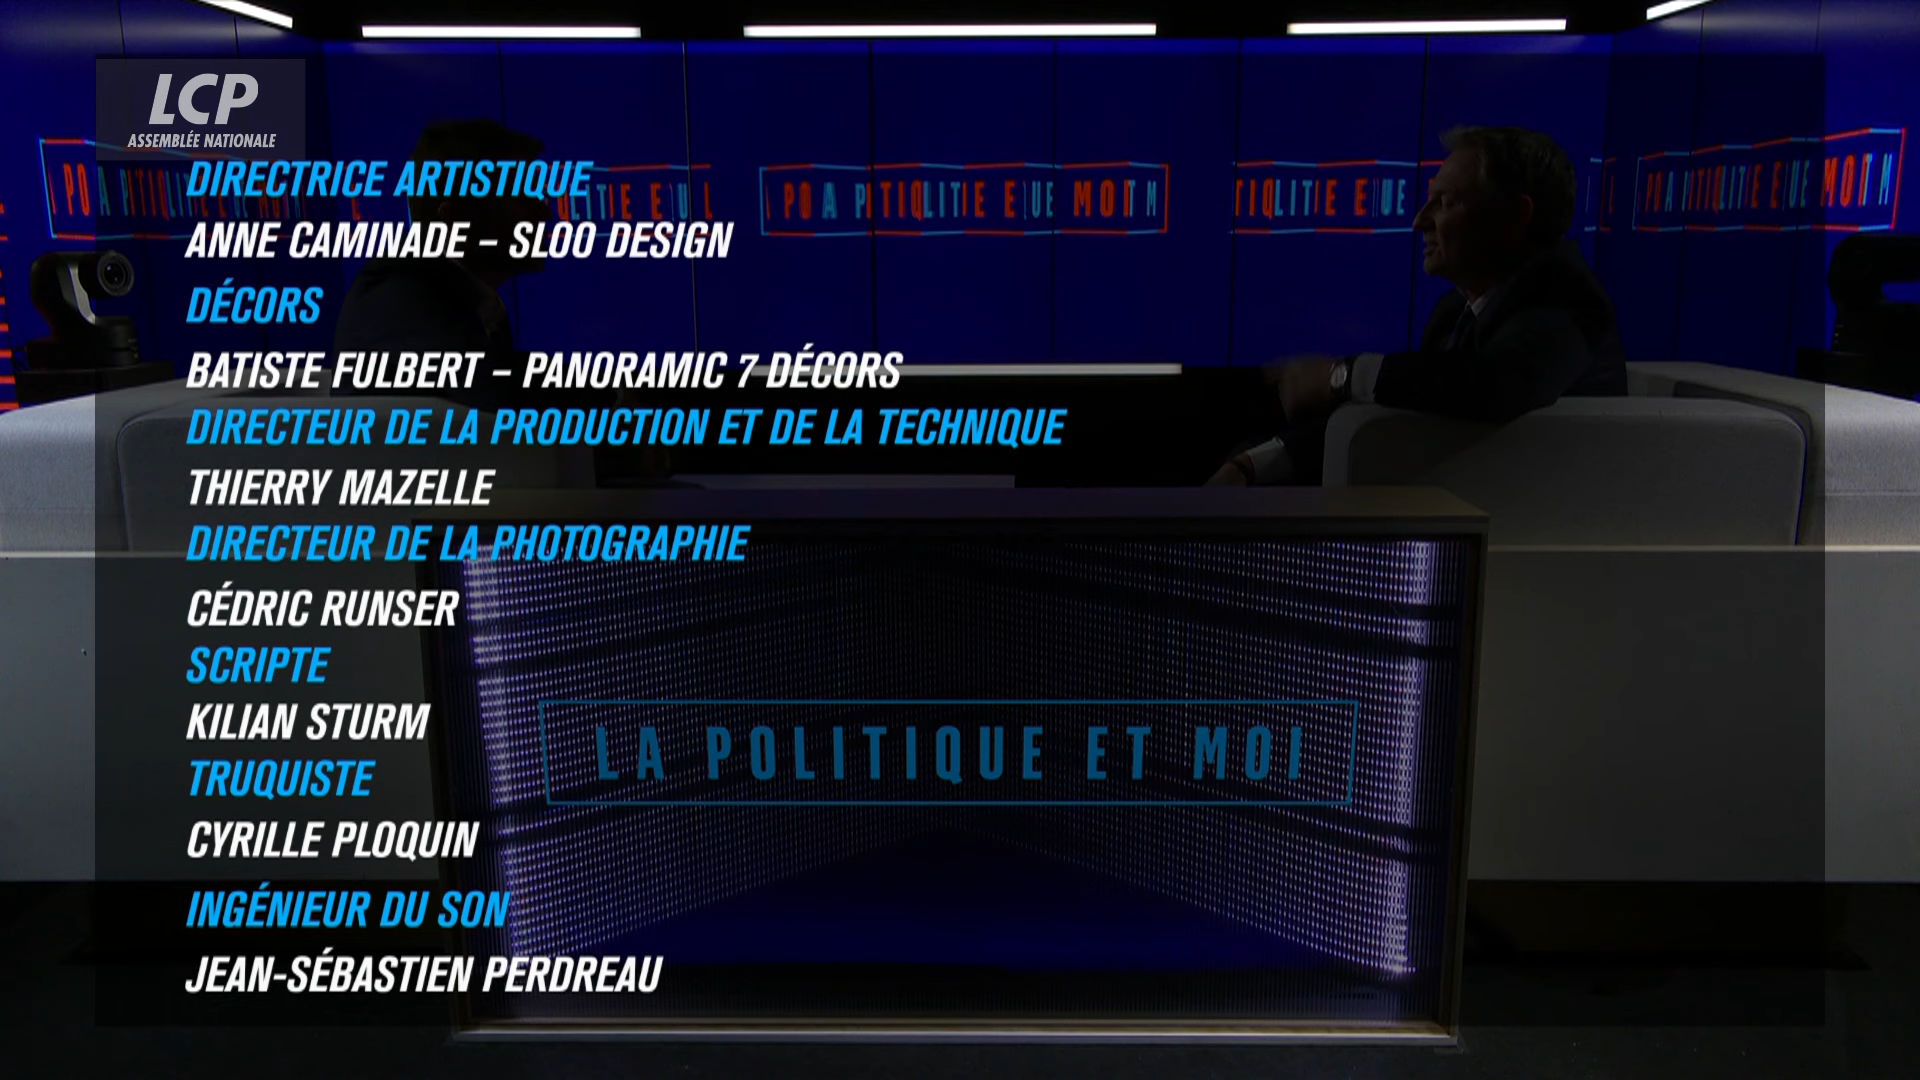 LCP
ASSEMBLÉE NATIONALE
DIRECTRICE ARTISTIQUE
ANNE CAMINADE – SLOO DESIGN
DÉCORS
BATISTE FULBERT – PANORAMIC 7 DÉCORS
DIRECTEUR DE LA PRODUCTION ET DE LA TECHNIQUE
THIERRY MAZELLE
DIRECTEUR DE LA PHOTOGRAPHIE
CÉDRIC RUNSER
SCRIPTE
KILIAN STURM
TRUQUISTE
CYRILLE PLOQUIN
INGÉNIEUR DU SON
JEAN-SÉBASTIEN PERDREAU
LA POLITIQUE ET MOI